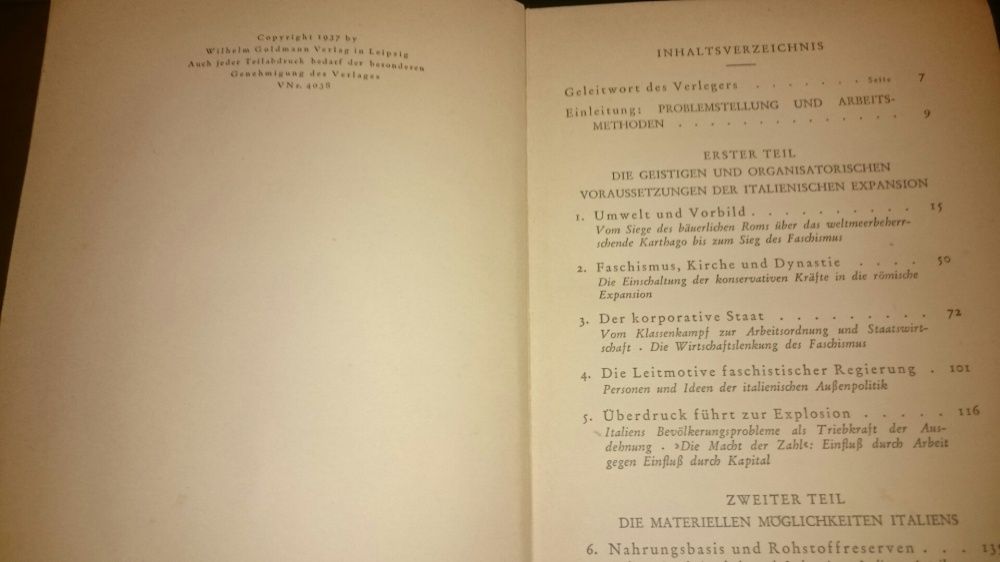 Copyright 1937 by
Wilhelm Goldmann Verlag in Leipzig
Auch jeder Teilabdruck bedarf der besonderen
Genehmigung des Verlages
VNr. 4038
INHALTSVERZEICHNIS
Geleitwort des Verlegers . . . . . . Seite 7
Einleitung: PROBLEMSTELLUNG UND ARBEITS-
METHODEN . . . . . . . . . . . . . . 9
ERSTER TEIL
DIE GEISTIGEN UND ORGANISATORISCHEN
VORAUSSETZUNGEN DER ITALIENISCHEN EXPANSION
1. Umwelt und Vorbild . . . . . . . . . . 15
Vom Siege des bäuerlichen Roms über das weltmeerbeherr-
schende Karthago bis zum Sieg des Faschismus
2. Faschismus, Kirche und Dynastie . . . . 50
Die Einschaltung der konservativen Kräfte in die römische
Expansion
3. Der korporative Staat . . . . . . . . . 72
Vom Klassenkampf zur Arbeitsordnung und Staatswirt-
schaft · Die Wirtschaftslenkung des Faschismus
4. Die Leitmotive faschistischer Regierung . 101
Personen und Ideen der italienischen Außenpolitik
5. Überdruck führt zur Explosion . . . . . 116
Italiens Bevölkerungsprobleme als Triebkraft der Aus-
dehnung · ›Die Macht der Zahl‹: Einfluß durch Arbeit
gegen Einfluß durch Kapital
ZWEITER TEIL
DIE MATERIELLEN MÖGLICHKEITEN ITALIENS
6. Nahrungsbasis und Rohstoffreserven . . .